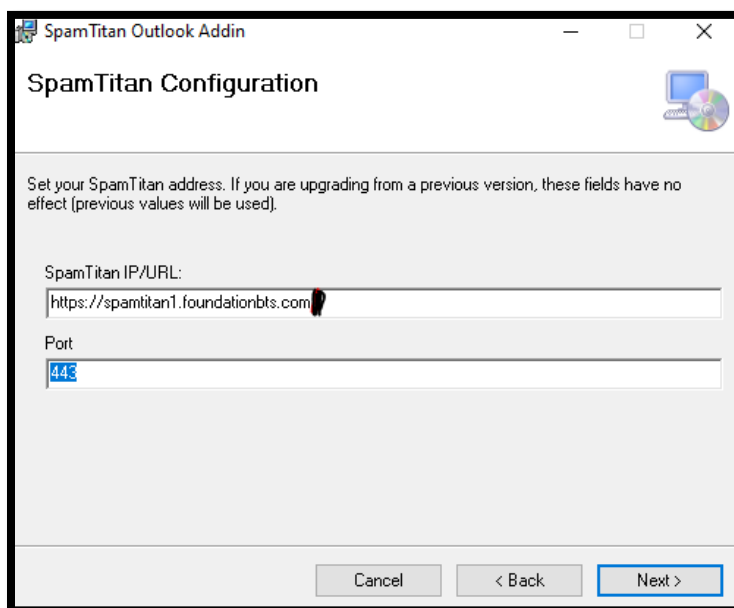 SpamTitan Outlook Addin
SpamTitan Configuration
Set your SpamTitan address. If you are upgrading from a previous version, these fields have no
effect (previous values will be used).
SpamTitan IP/URL:
https://spamtitan1.foundationbts.com
Port
443
Cancel
< Back
Next >